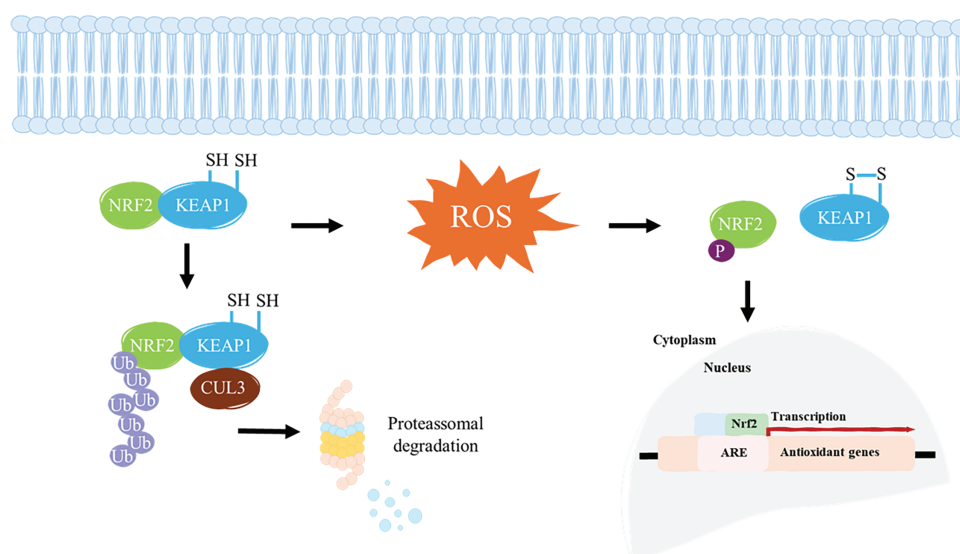 SH SH
NRF2
KEAP1
ROS
S S
NRF2
KEAP1
P
SH SH
NRF2
KEAP1
CUL3
Ub
Ub
Ub
Ub
Ub
Ub
Ub
Proteassomal
degradation
Cytoplasm
Nucleus
Nrf2
Transcription
ARE
Antioxidant genes